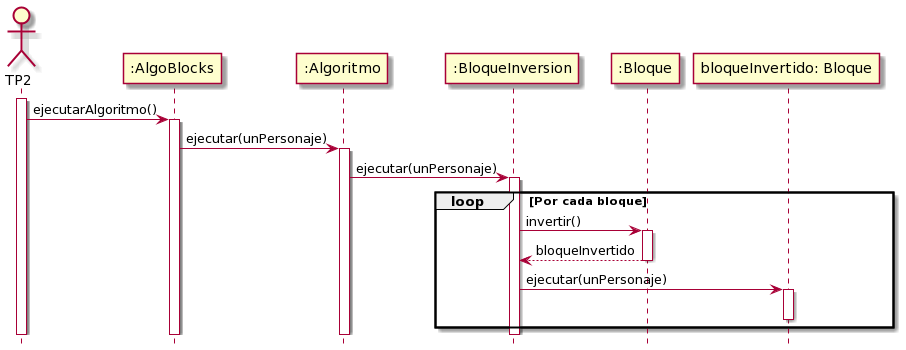 TP2
:AlgoBlocks
:Algoritmo
:BloqueInversion
:Bloque
bloqueInvertido: Bloque
ejecutarAlgoritmo()
ejecutar(unPersonaje)
ejecutar(unPersonaje)
loop
[Por cada bloque]
invertir()
bloqueInvertido
ejecutar(unPersonaje)